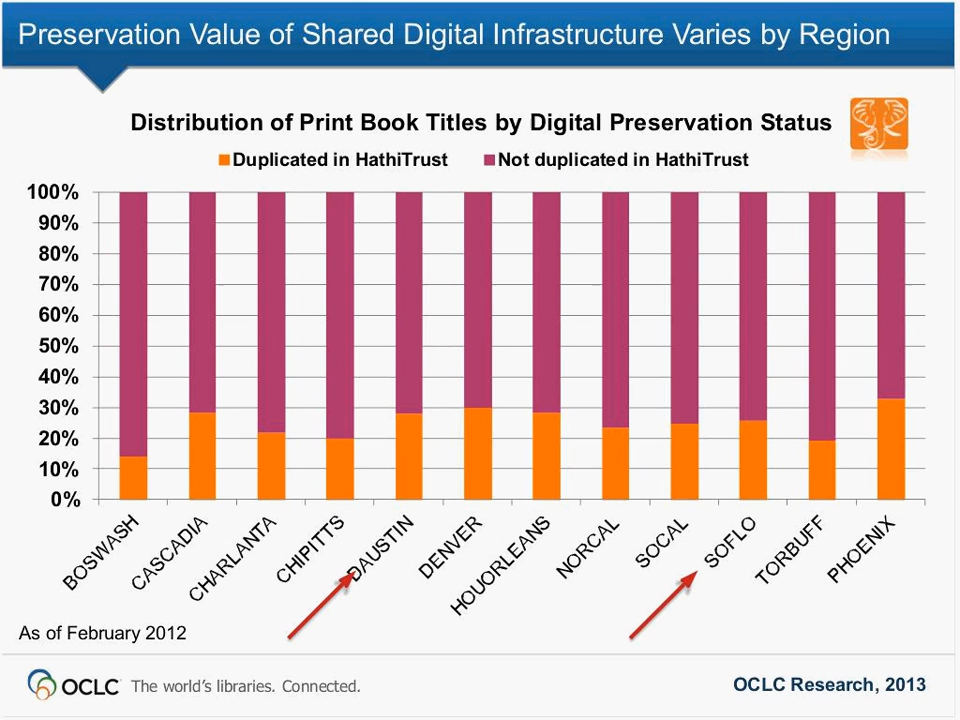 Preservation Value of Shared Digital Infrastructure Varies by Region
Distribution of Print Book Titles by Digital Preservation Status
Duplicated in HathiTrust Not duplicated in HathiTrust
100%
90%
80%
70%
60%
50%
40%
30%
20%
10%
0%
BOSWASH
CASCADIA
CHARLANTA
CHIPITTS
DAUSTIN
DENVER
HOUORLEANS
NORCAL
SOCAL
SOFLO
TORBUFF
PHOENIX
As of February 2012
OCLC The world’s libraries. Connected.
OCLC Research, 2013